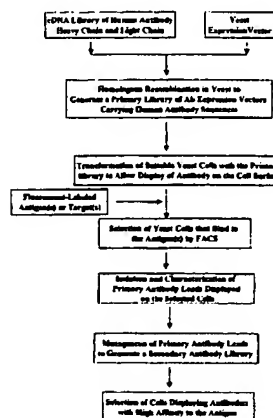 cDNA Library of Human Antibody
Heavy Chain and Light Chain
Yeast
Expression Vector
Homologous Recombination in Yeast to
Generate a Primary Library of Ab Expression Vectors
Carrying Human Antibody Sequences
Transformation of Suitable Yeast Cells with the Primary
Library to Allow Display of Antibody on the Cell Surface
Fluorescent-Labeled
Antigen(s) or Target(s)
Selection of Yeast Cells that Bind to
the Antigen(s) by FACS
Isolation and Characterization of
Primary Antibody Leads Displayed
on the Selected Cells
Mutagenesis of Primary Antibody Leads
to Generate a Secondary Antibody Library
Selection of Cells Displaying Antibodies
with High Affinity to the Antigen